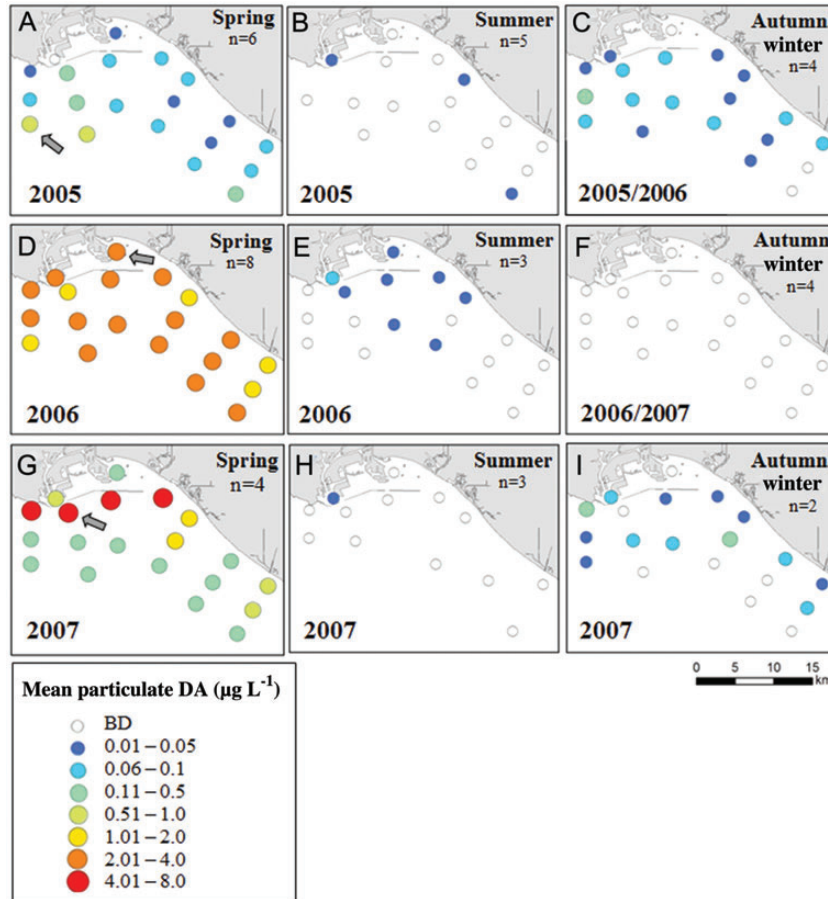 A
Spring
n=6
2005
B
Summer
n=5
2005
C
Autumn
winter
n=4
2005/2006
D
Spring
n=8
2006
E
Summer
n=3
2006
F
Autumn
winter
n=4
2006/2007
G
Spring
n=4
2007
H
Summer
n=3
2007
I
Autumn
winter
n=2
2007
0 5 10 15
km
Mean particulate DA (µg L⁻¹)
BD
0.01 – 0.05
0.06 – 0.1
0.11 – 0.5
0.51 – 1.0
1.01 – 2.0
2.01 – 4.0
4.01 – 8.0